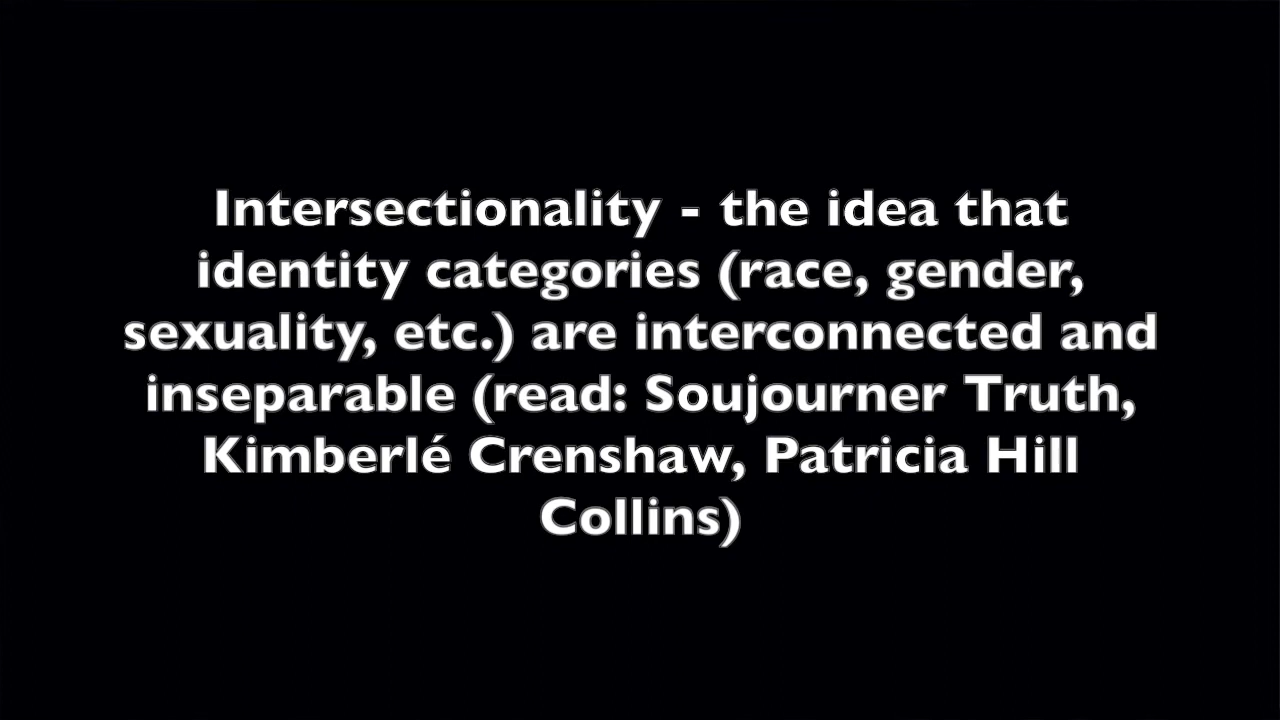 Intersectionality - the idea that
identity categories (race, gender,
sexuality, etc.) are interconnected and
inseparable (read: Soujourner Truth,
Kimberlé Crenshaw, Patricia Hill
Collins)